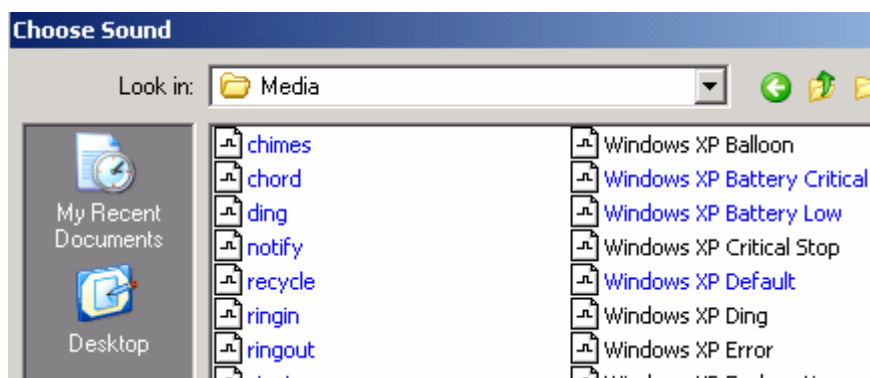 Choose Sound
Look in: Media
My Recent
Documents
Desktop
chimes
chord
ding
notify
recycle
ringin
ringout
Windows XP Balloon
Windows XP Battery Critical
Windows XP Battery Low
Windows XP Critical Stop
Windows XP Default
Windows XP Ding
Windows XP Error